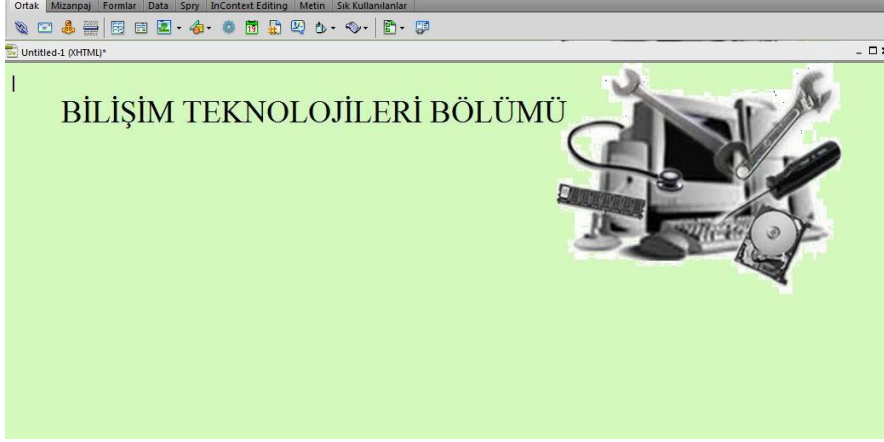 Ortak Mizanpaj Formlar Data Spry InContext Editing Metin Sık Kullanılanlar
Untitled-1 (XHTML)*
BİLİŞİM TEKNOLOJİLERİ BÖLÜMÜ